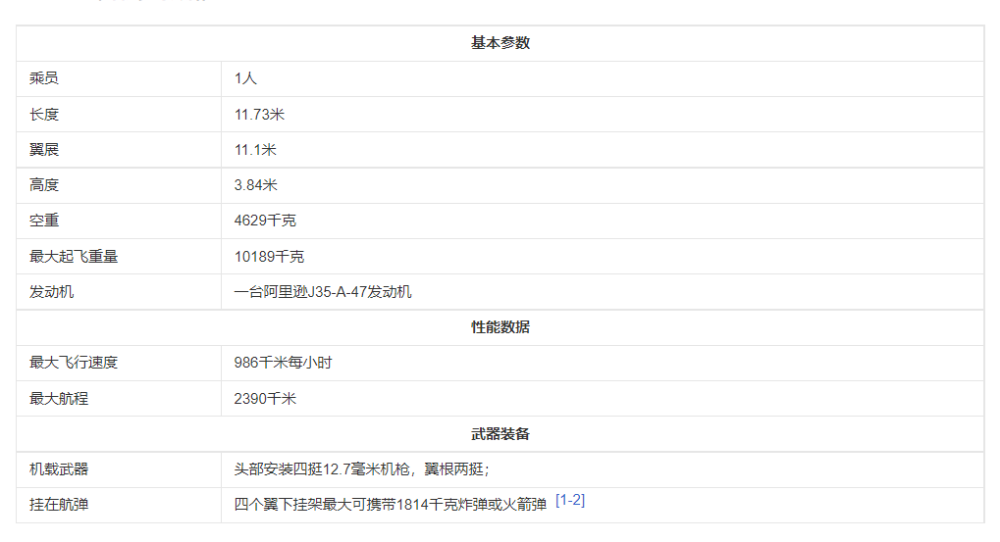 基本参数
乘员 1人
长度 11.73米
翼展 11.1米
高度 3.84米
空重 4629千克
最大起飞重量 10189千克
发动机 一台阿里逊J35-A-47发动机
性能数据
最大飞行速度 986千米每小时
最大航程 2390千米
武器装备
机载武器 头部安装四挺12.7毫米机枪，翼根两挺；
挂在航弹 四个翼下挂架最大可携带1814千克炸弹或火箭弹 [1-2]